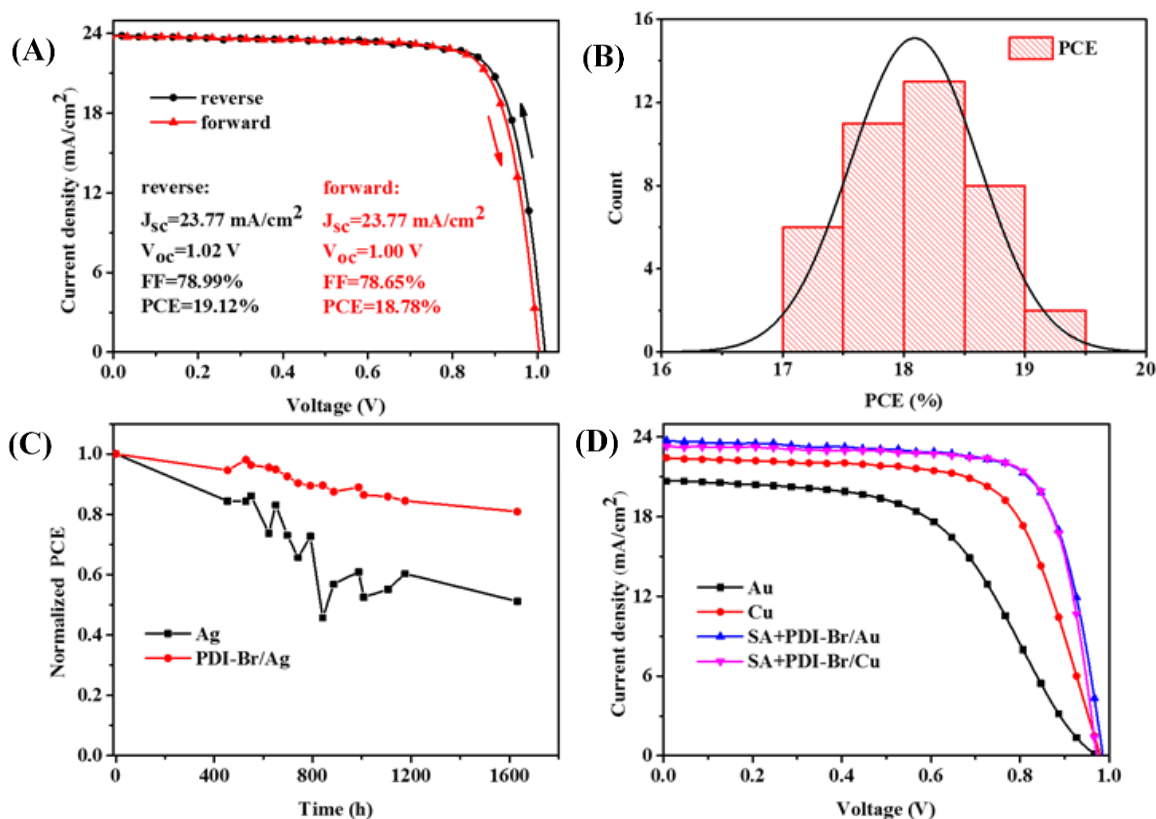 (A)
24
18
12
6
0
0.0 0.2 0.4 0.6 0.8 1.0
Current density (mA/cm2)
Voltage (V)
reverse
forward
reverse:
Jsc=23.77 mA/cm2
Voc=1.02 V
FF=78.99%
PCE=19.12%
forward:
Jsc=23.77 mA/cm2
Voc=1.00 V
FF=78.65%
PCE=18.78%
(B)
16
12
8
4
0
16 17 18 19 20
Count
PCE (%)
PCE
(C)
1.0
0.8
0.6
0.4
0.2
0.0
0 400 800 1200 1600
Normalized PCE
Time (h)
Ag
PDI-Br/Ag
(D)
24
18
12
6
0
0.0 0.2 0.4 0.6 0.8 1.0
Current density (mA/cm2)
Voltage (V)
Au
Cu
SA+PDI-Br/Au
SA+PDI-Br/Cu